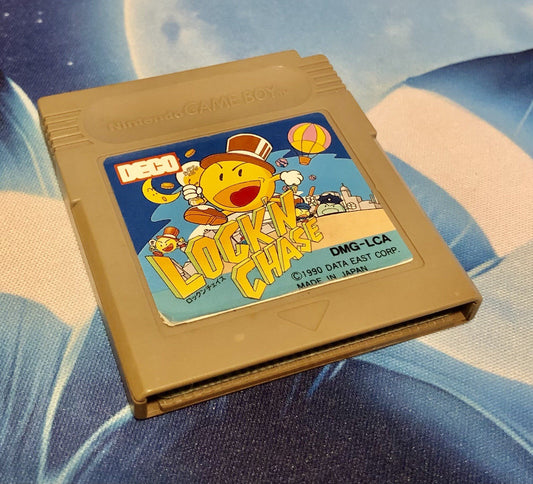 Nintendo GAME BOY TM
DECO
LOCK'N
CHASE
ロックンチェイス
DMG-LCA
©1990 DATA EAST CORP.
MADE IN JAPAN